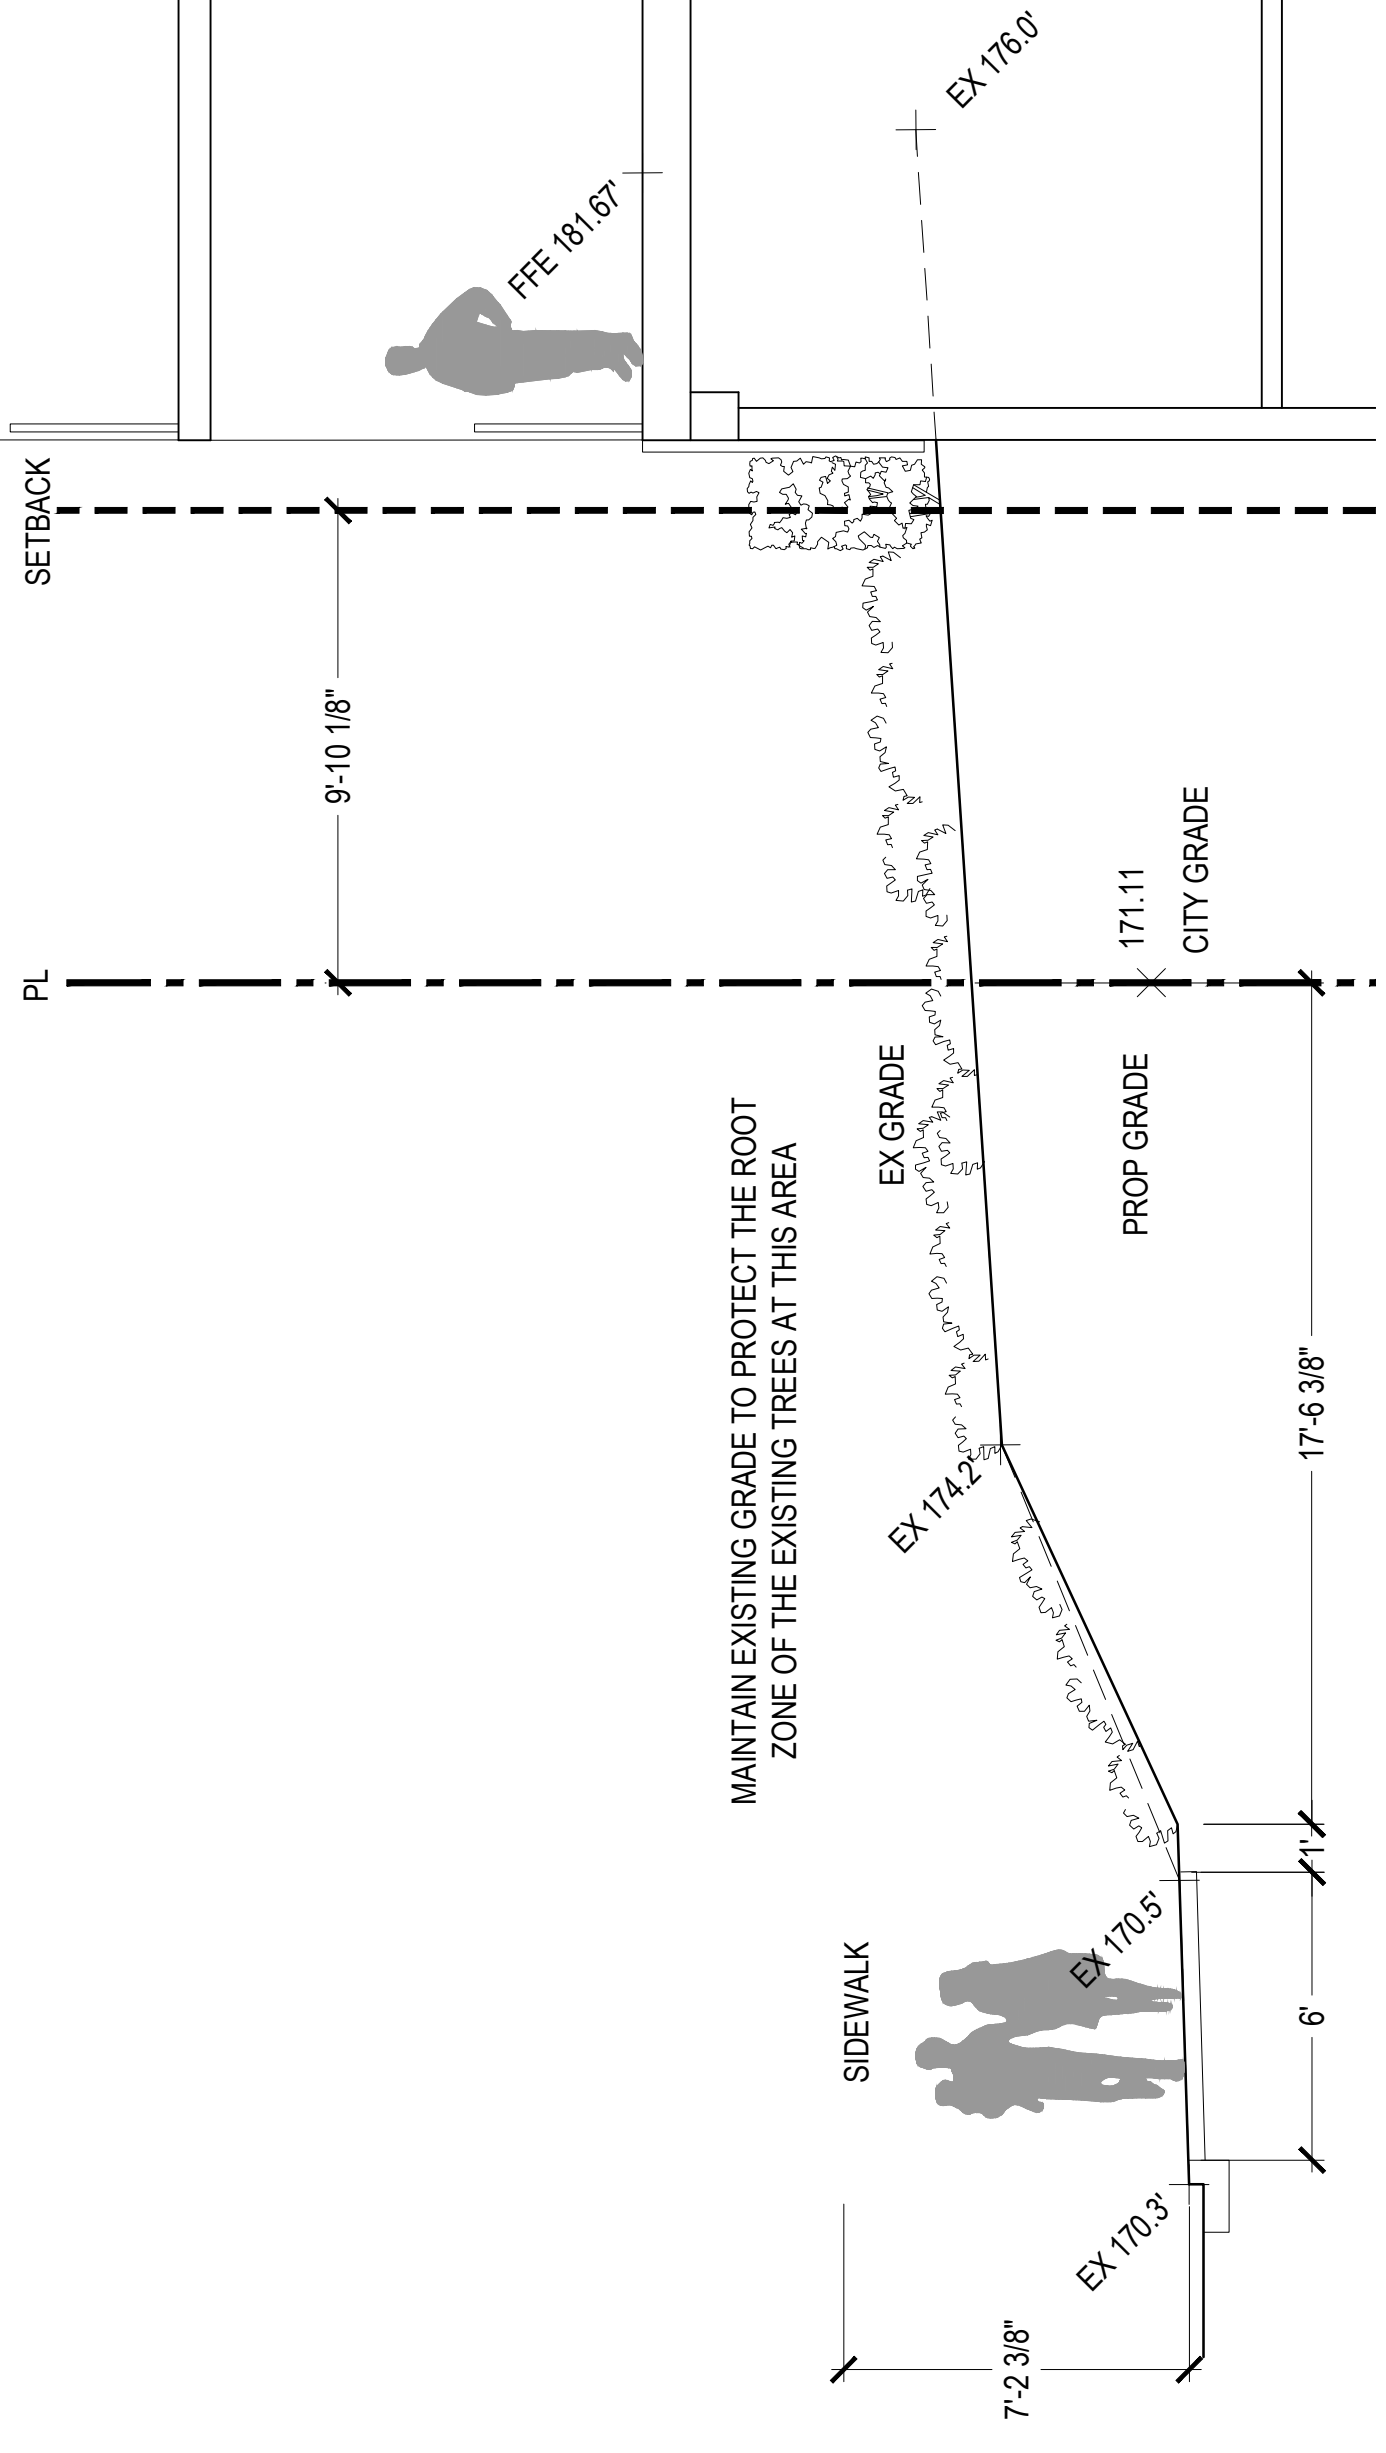 SETBACK
PL
9'-10 1/8"
FFE 181.67'
EX 176.0'
MAINTAIN EXISTING GRADE TO PROTECT THE ROOT
ZONE OF THE EXISTING TREES AT THIS AREA
EX GRADE
EX 174.2'
SIDEWALK
EX 170.5'
EX 170.3'
7'-2 3/8"
PROP GRADE
171.11
CITY GRADE
6'
1'
17'-6 3/8"